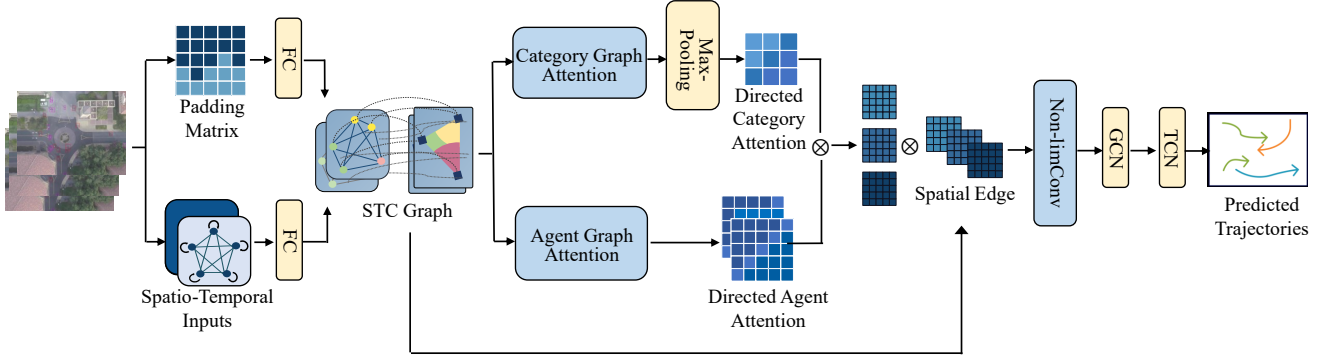 Padding
Matrix
FC
Spatio-Temporal
Inputs
FC
STC Graph
Category Graph
Attention
Max-
Pooling
Directed
Category
Attention
Agent Graph
Attention
Directed Agent
Attention
Spatial Edge
Non-limConv
GCN
TCN
Predicted
Trajectories